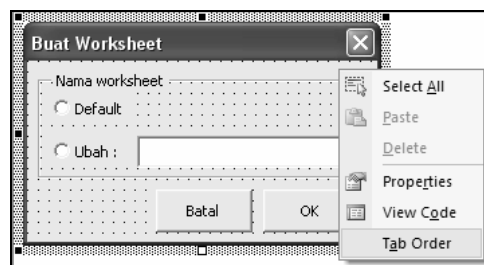 Buat Worksheet
Nama worksheet
Default
Ubah :
Batal
OK
Select All
Paste
Delete
Properties
View Code
Tab Order